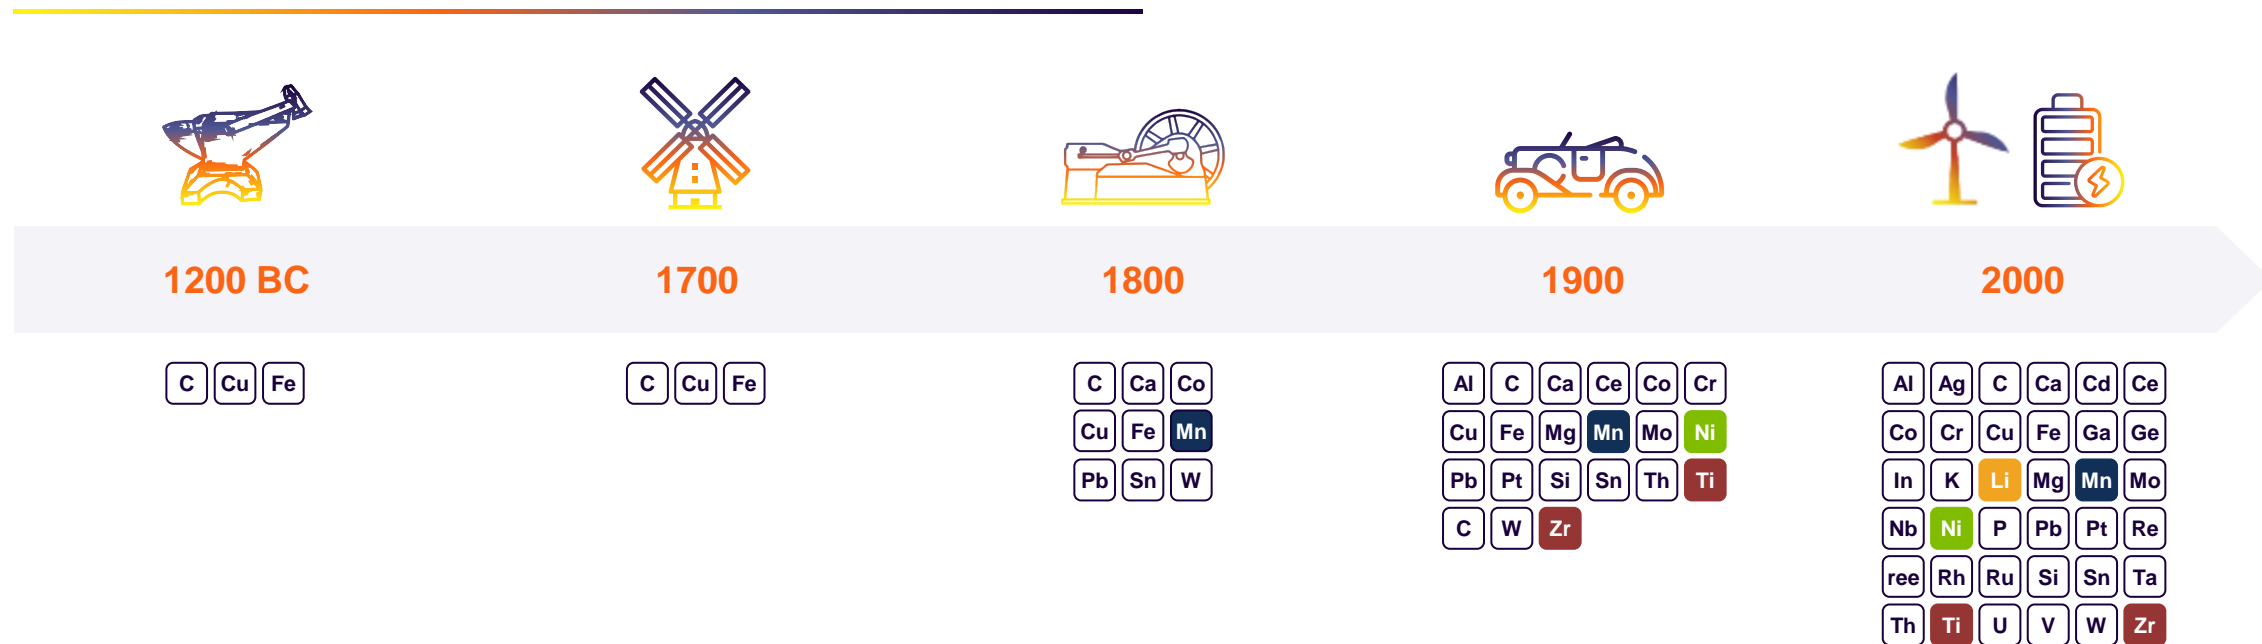 1200 BC 1700 1800 1900 2000
C Cu Fe
C Cu Fe
C Ca Co
Cu Fe Mn
Pb Sn W
Al C Ca Ce Co Cr
Cu Fe Mg Mn Mo Ni
Pb Pt Si Sn Th Ti
C W Zr
Al Ag C Ca Cd Ce
Co Cr Cu Fe Ga Ge
In K Li Mg Mn Mo
Nb Ni P Pb Pt Re
ree Rh Ru Si Sn Ta
Th Ti U V W Zr